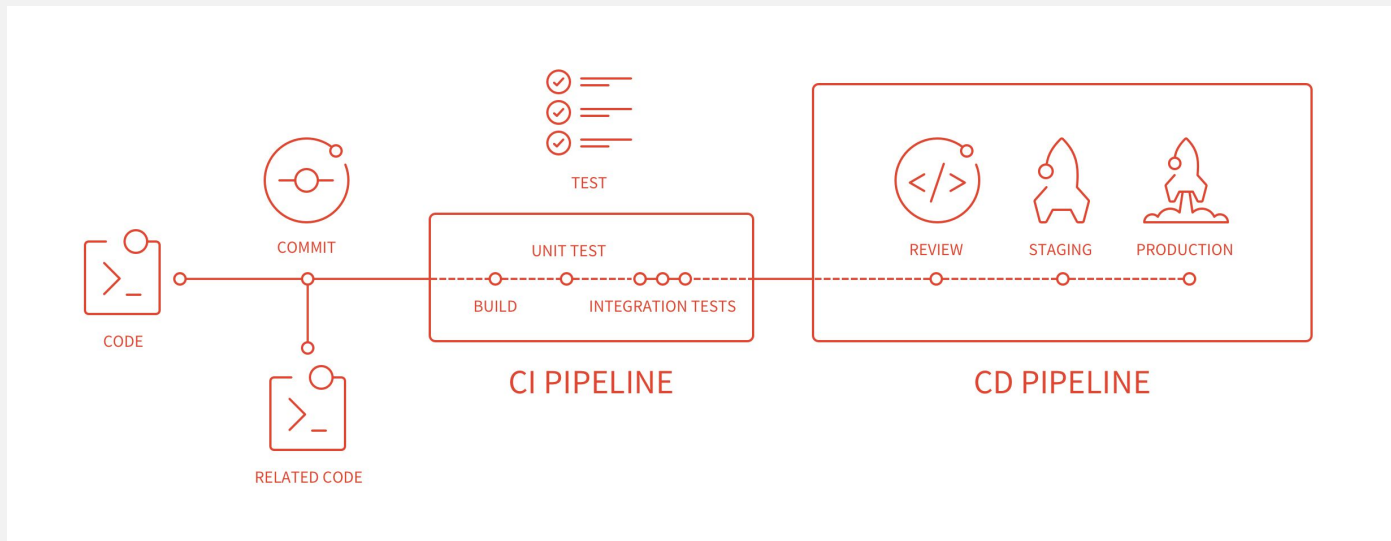 TEST
COMMIT
UNIT TEST
REVIEW
STAGING
PRODUCTION
BUILD
INTEGRATION TESTS
CODE
CI PIPELINE
CD PIPELINE
RELATED CODE